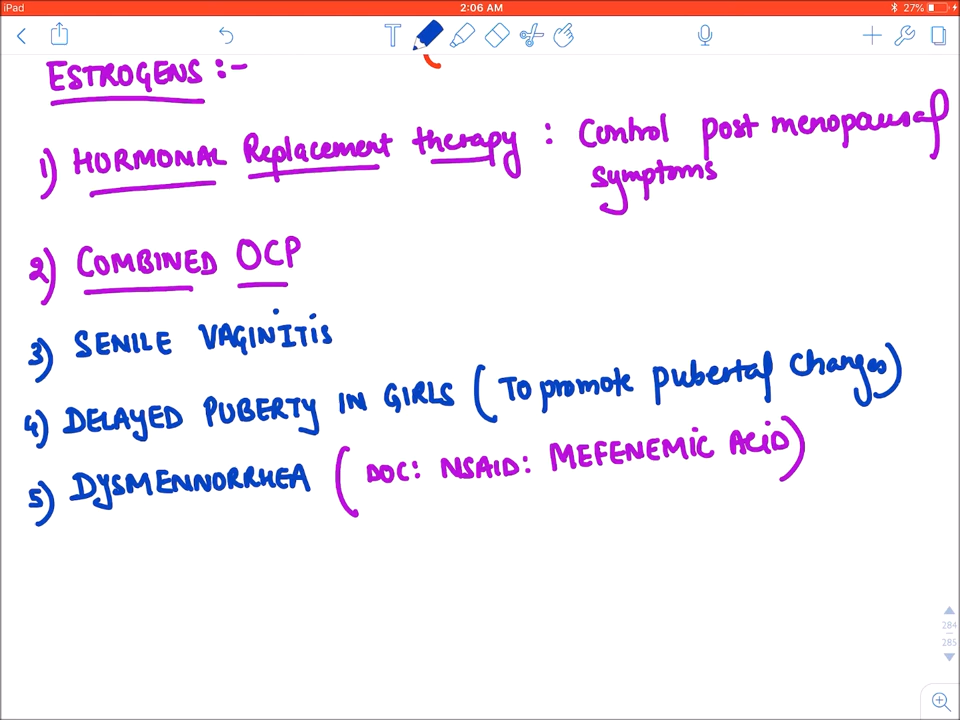 iPad
2:06 AM
27%
T
ESTROGENS :-
1) HORMONAL Replacement therapy : Control post menopausal
symptoms
2) COMBINED OCP
3) SENILE VAGINITIS
4) DELAYED PUBERTY IN GIRLS (To promote pubertal changes)
5) DYSMENNORRHEA (DOC: NSAID: MEFENEMIC ACID)
284
285